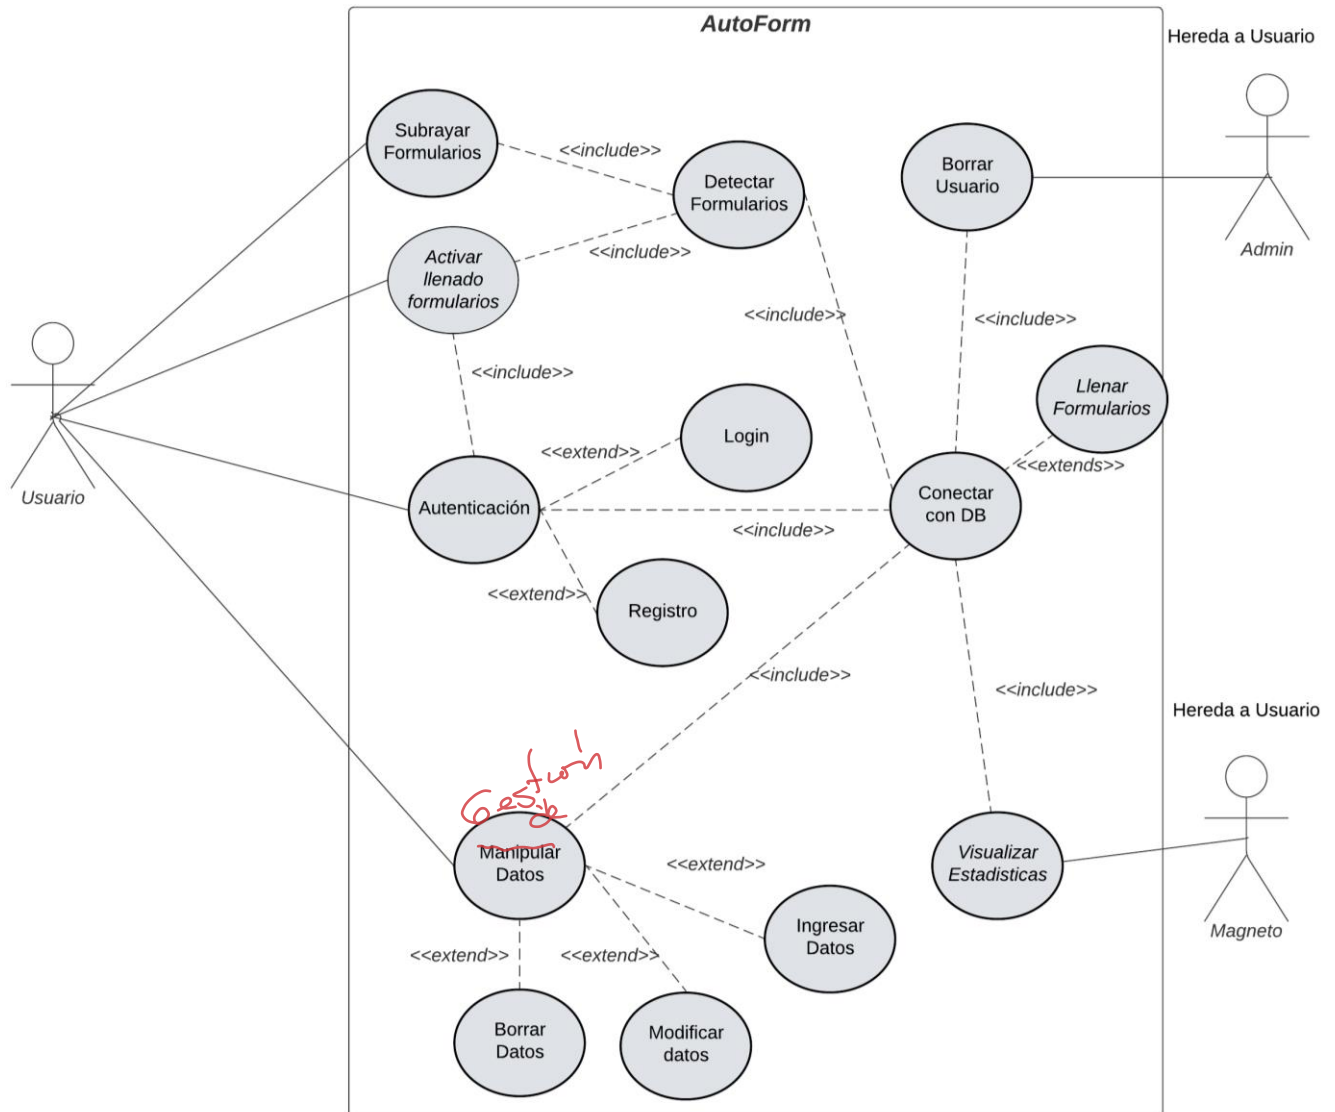 AutoForm
Hereda a Usuario
Subrayar
Formularios
<<include>>
Detectar
Formularios
Borrar
Usuario
Admin
Activar
llenado
formularios
<<include>>
<<include>>
<<include>>
<<include>>
Llenar
Formularios
Login
<<extend>>
<<extends>>
Usuario
Autenticación
<<include>>
Conectar
con DB
<<extend>>
Registro
<<include>>
<<include>>
Hereda a Usuario
Gestión
de
Manipular
Datos
<<extend>>
Visualizar
Estadisticas
Ingresar
Datos
Magneto
<<extend>>
<<extend>>
Borrar
Datos
Modificar
datos